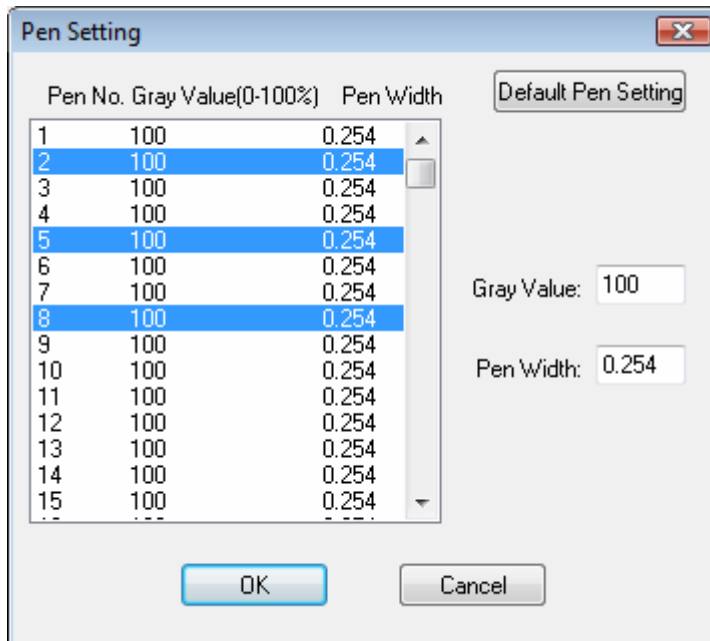 Pen Setting
Pen No. Gray Value(0-100%) Pen Width
Default Pen Setting
1 100 0.254
2 100 0.254
3 100 0.254
4 100 0.254
5 100 0.254
6 100 0.254
7 100 0.254
8 100 0.254
9 100 0.254
10 100 0.254
11 100 0.254
12 100 0.254
13 100 0.254
14 100 0.254
15 100 0.254
Gray Value: 100
Pen Width: 0.254
OK Cancel